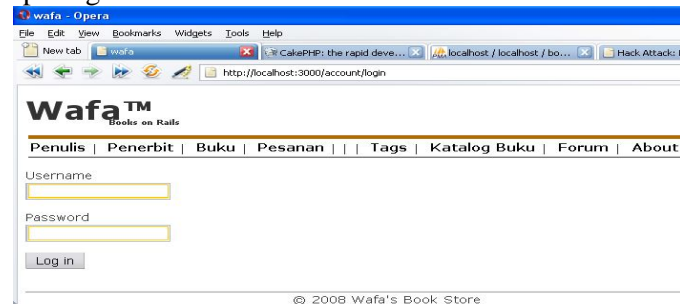 wafa - Opera
File Edit View Bookmarks Widgets Tools Help
New tab wafa CakePHP: the rapid deve... localhost / localhost / bo... Hack Attack:
http://localhost:3000/account/login
Wafa™
Books on Rails
Penulis | Penerbit | Buku | Pesanan | | | Tags | Katalog Buku | Forum | About
Username
Password
Log in
© 2008 Wafa's Book Store